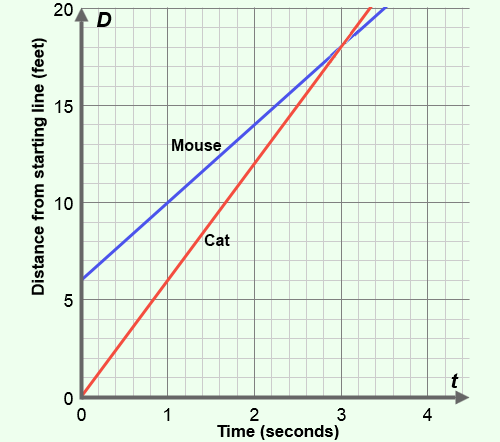 20
D
15
Mouse
10
Cat
5
0
t
0 1 2 3 4
Time (seconds)
Distance from starting line (feet)